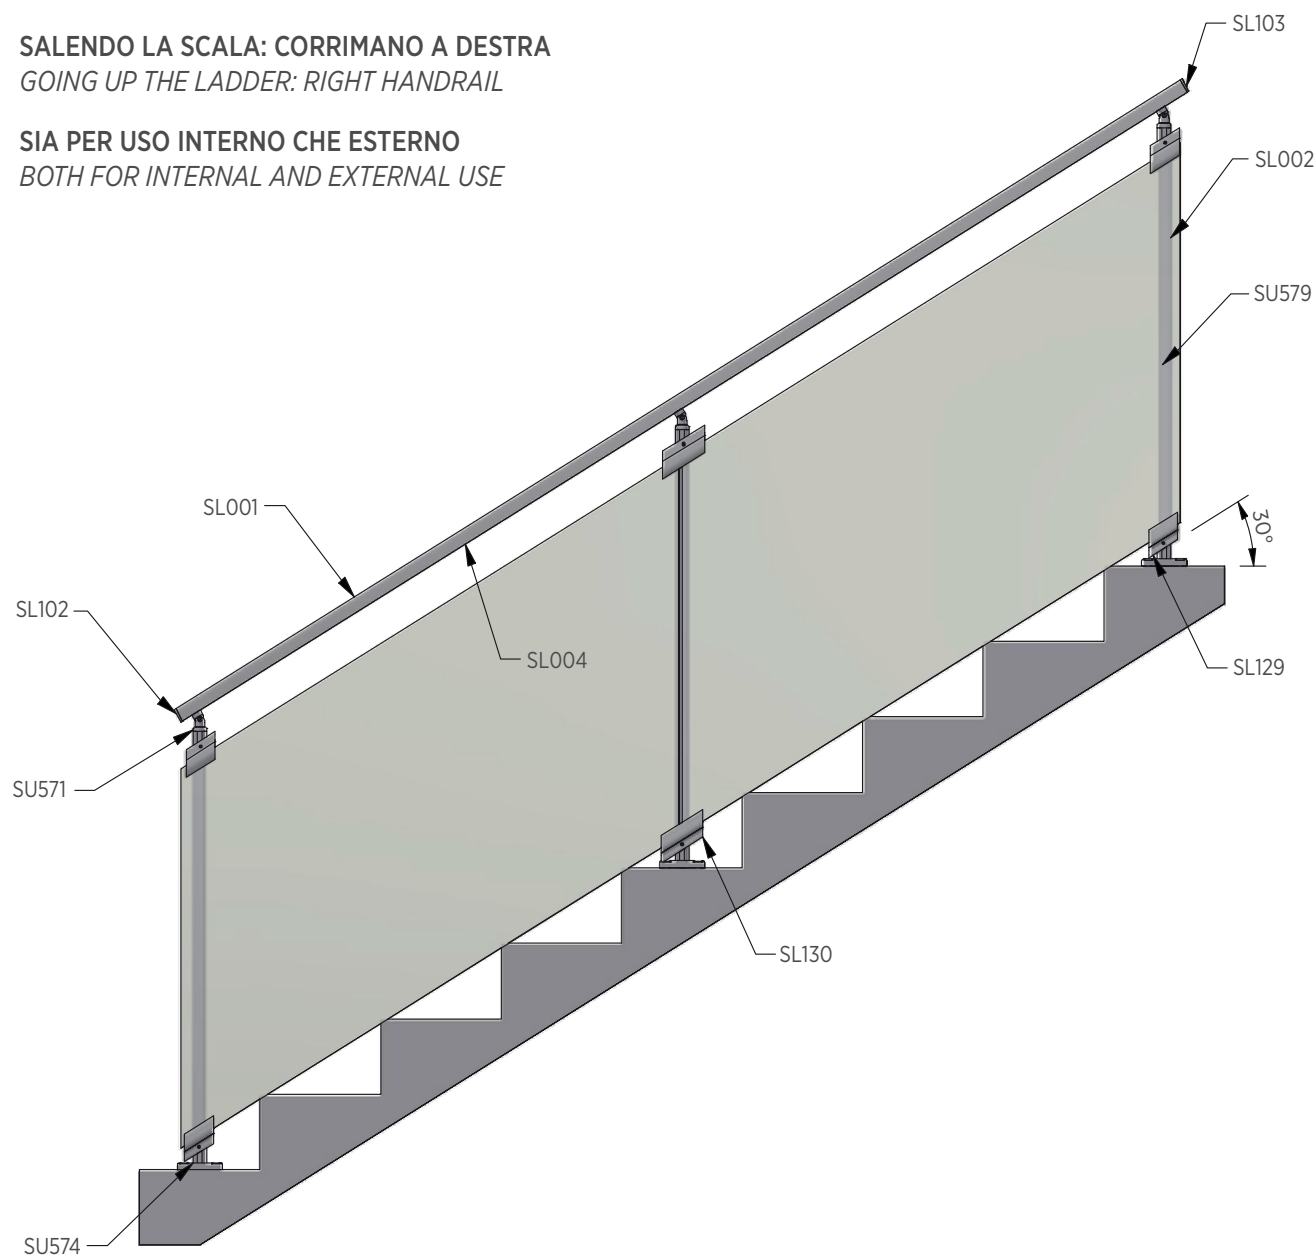 SALENDO LA SCALA: CORRIMANO A DESTRA
GOING UP THE LADDER: RIGHT HANDRAIL
SIA PER USO INTERNO CHE ESTERNO
BOTH FOR INTERNAL AND EXTERNAL USE
SL103
SL002
SU579
SL001
30°
SL102
SL004
SL129
SU571
SL130
SU574